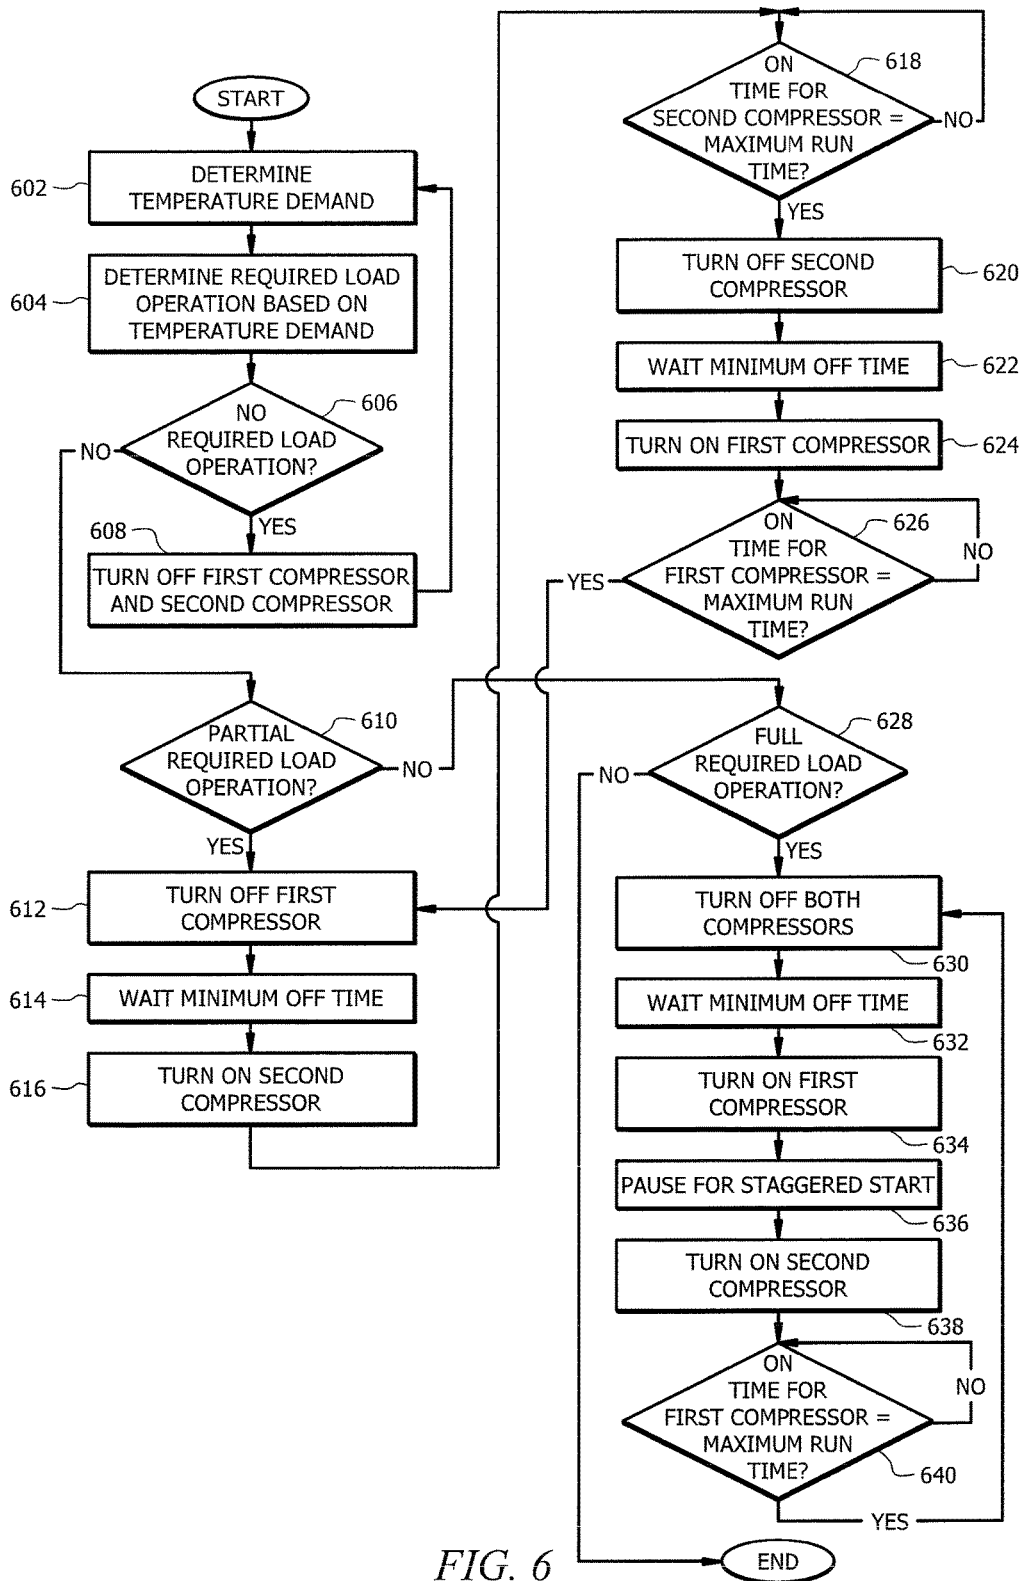 START
602
DETERMINE
TEMPERATURE DEMAND
604
DETERMINE REQUIRED LOAD
OPERATION BASED ON
TEMPERATURE DEMAND
606
NO
REQUIRED LOAD
OPERATION?
NO
YES
608
TURN OFF FIRST COMPRESSOR
AND SECOND COMPRESSOR
610
PARTIAL
REQUIRED LOAD
OPERATION?
NO
YES
612
TURN OFF FIRST
COMPRESSOR
614
WAIT MINIMUM OFF TIME
616
TURN ON SECOND
COMPRESSOR
618
ON
TIME FOR
SECOND COMPRESSOR =
MAXIMUM RUN
TIME?
NO
YES
TURN OFF SECOND
COMPRESSOR
620
WAIT MINIMUM OFF TIME
622
TURN ON FIRST COMPRESSOR
624
626
ON
TIME FOR
FIRST COMPRESSOR =
MAXIMUM RUN
TIME?
NO
YES
628
FULL
REQUIRED LOAD
OPERATION?
NO
YES
TURN OFF BOTH
COMPRESSORS
630
WAIT MINIMUM OFF TIME
632
TURN ON FIRST
COMPRESSOR
634
PAUSE FOR STAGGERED START
636
TURN ON SECOND
COMPRESSOR
638
ON
TIME FOR
FIRST COMPRESSOR =
MAXIMUM RUN
TIME?
NO
640
YES
END
FIG. 6